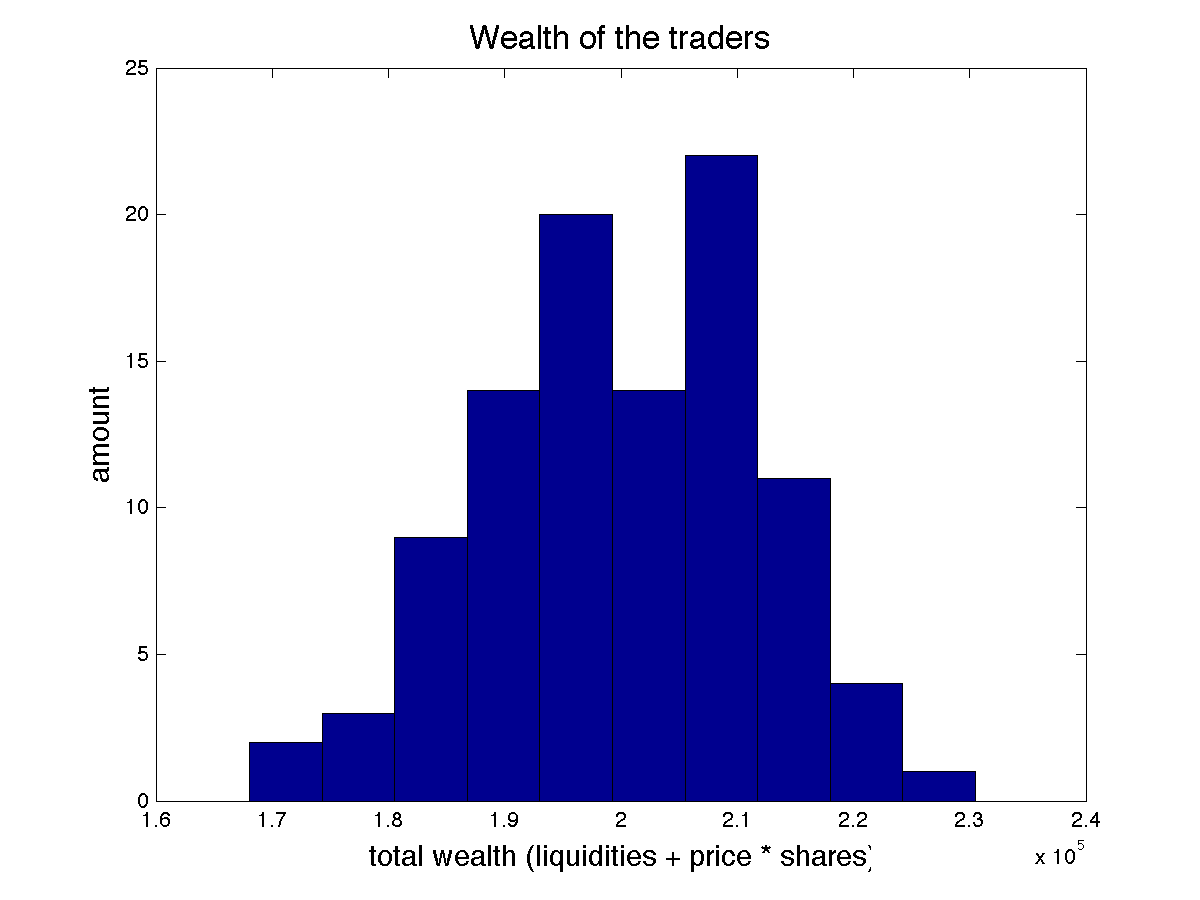 Wealth of the traders
25
20
15
10
5
0
amount
1.6 1.7 1.8 1.9 2 2.1 2.2 2.3 2.4
x 10^5
total wealth (liquidities + price * shares)